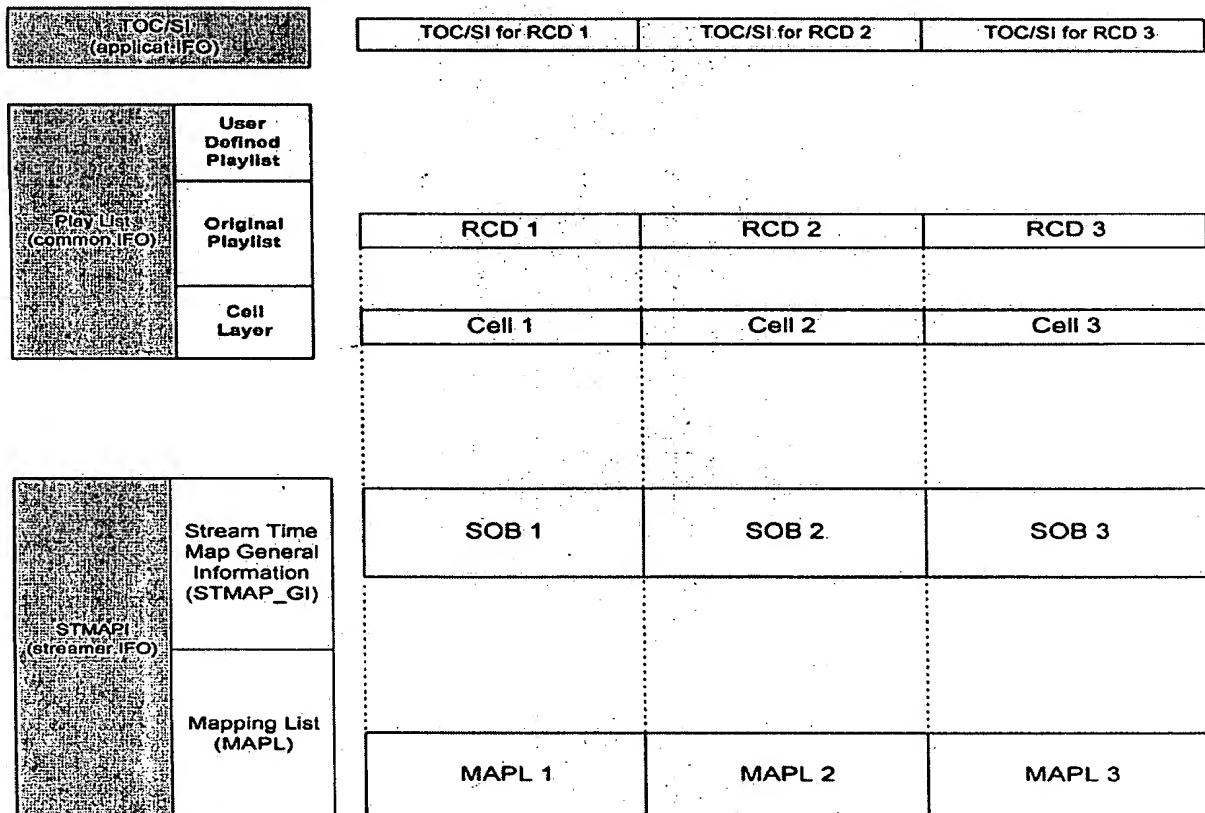 TOC/SI
(applicat.IFO)
TOC/SI for RCD 1
TOC/SI for RCD 2
TOC/SI for RCD 3
User
Defined
Playlist
Play List
(common.IFO)
Original
Playlist
RCD 1
RCD 2
RCD 3
Cell
Layer
Cell 1
Cell 2
Cell 3
STMAPI
(streamer.IFO)
Stream Time
Map General
Information
(STMAP_GI)
SOB 1
SOB 2
SOB 3
Mapping List
(MAPL)
MAPL 1
MAPL 2
MAPL 3